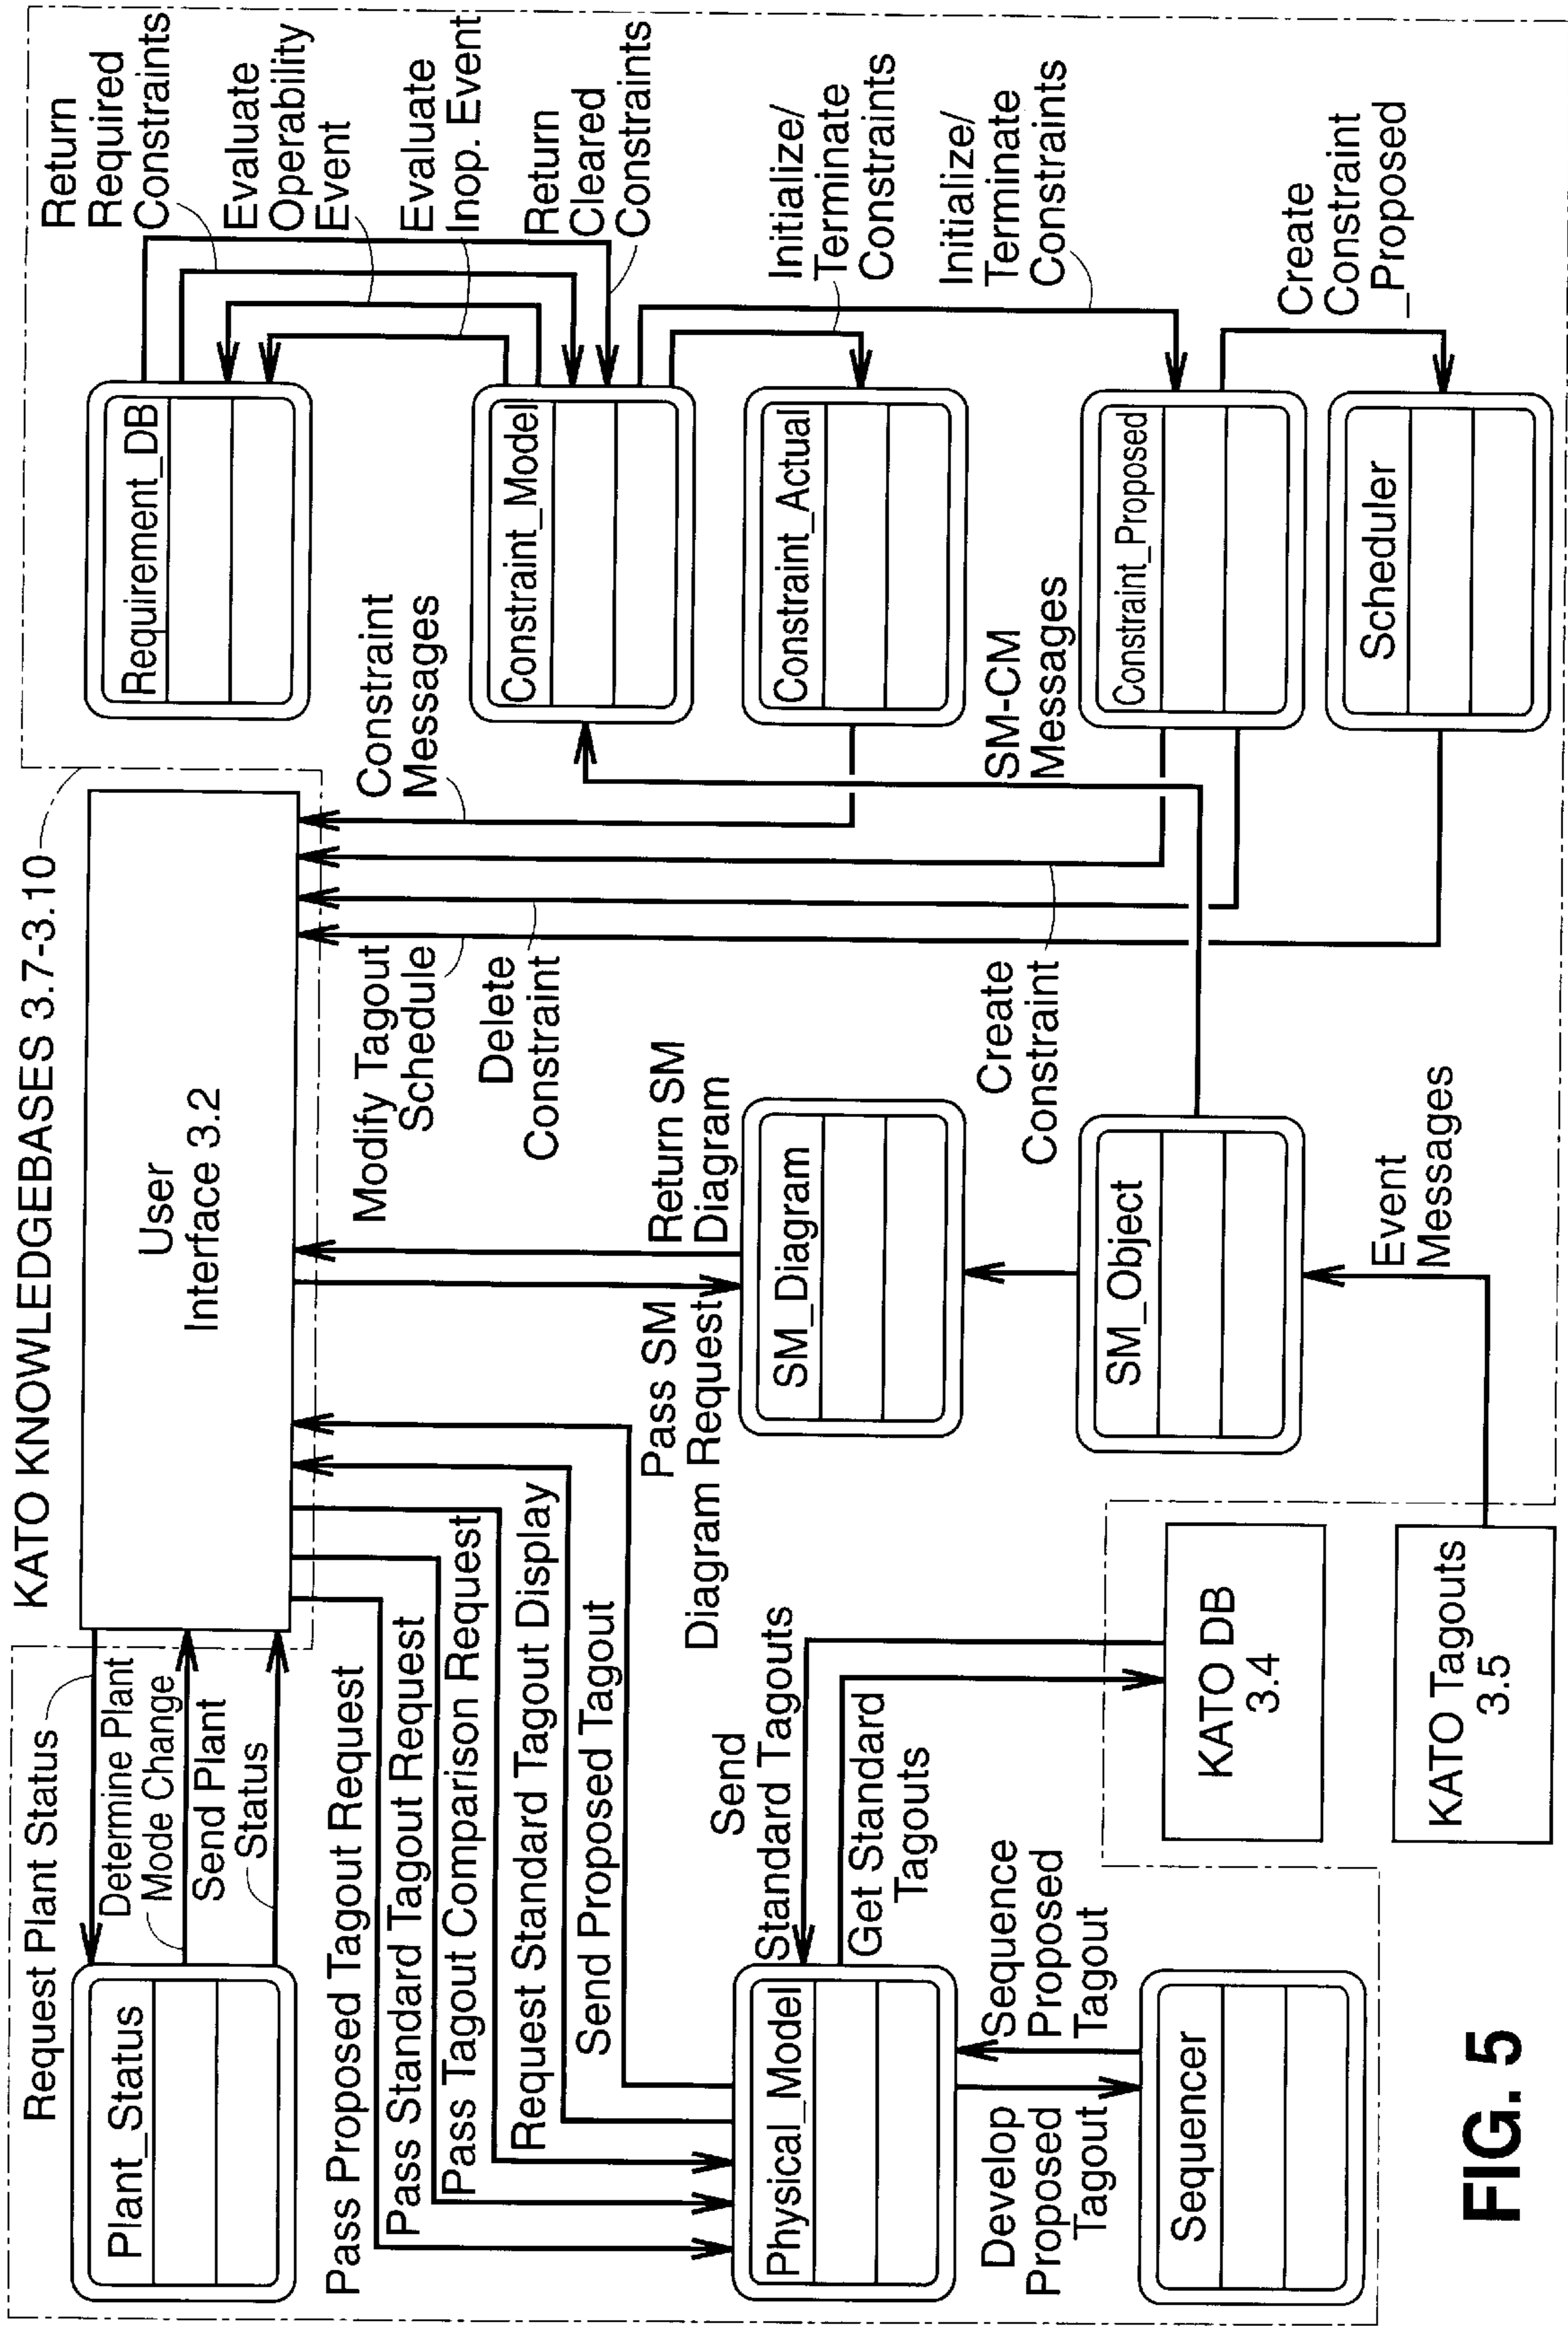 KATO KNOWLEDGEBASES 3.7-3.10
Request Plant Status
Plant_Status
Determine Plant
Mode Change
Send Plant
Status
User
Interface 3.2
Pass Proposed Tagout Request
Pass Standard Tagout Request
Pass Tagout Comparison Request
Request Standard Tagout Display
Send Proposed Tagout
Physical_Model
Send
Standard Tagouts
Get Standard
Tagouts
Develop
Proposed
Tagout
Sequence
Proposed
Tagout
Sequencer
KATO DB
3.4
KATO Tagouts
3.5
Pass SM
Diagram Request
Return SM
Diagram
SM_Diagram
SM_Object
Event
Messages
Modify Tagout
Schedule
Delete
Constraint
Create
Constraint
Constraint
Messages
SM-CM
Messages
Requirement_DB
Constraint_Model
Constraint_Actual
Constraint_Proposed
Scheduler
Return
Required
Constraints
Evaluate
Operability
Event
Evaluate
Inop. Event
Return
Cleared
Constraints
Initialize/
Terminate
Constraints
Initialize/
Terminate
Constraints
Create
Constraint
_Proposed
FIG. 5